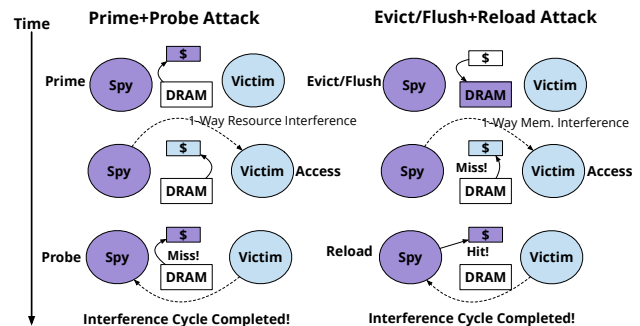 Time
Prime+Probe Attack
Evict/Flush+Reload Attack
Prime
Spy
$
DRAM
Victim
Evict/Flush
Spy
$
DRAM
Victim
1-Way Resource Interference
1-Way Mem. Interference
Spy
$
DRAM
Victim
Access
Spy
$
Miss!
DRAM
Victim
Access
Probe
Spy
$
Miss!
DRAM
Victim
Reload
Spy
$
Hit!
DRAM
Victim
Interference Cycle Completed!
Interference Cycle Completed!